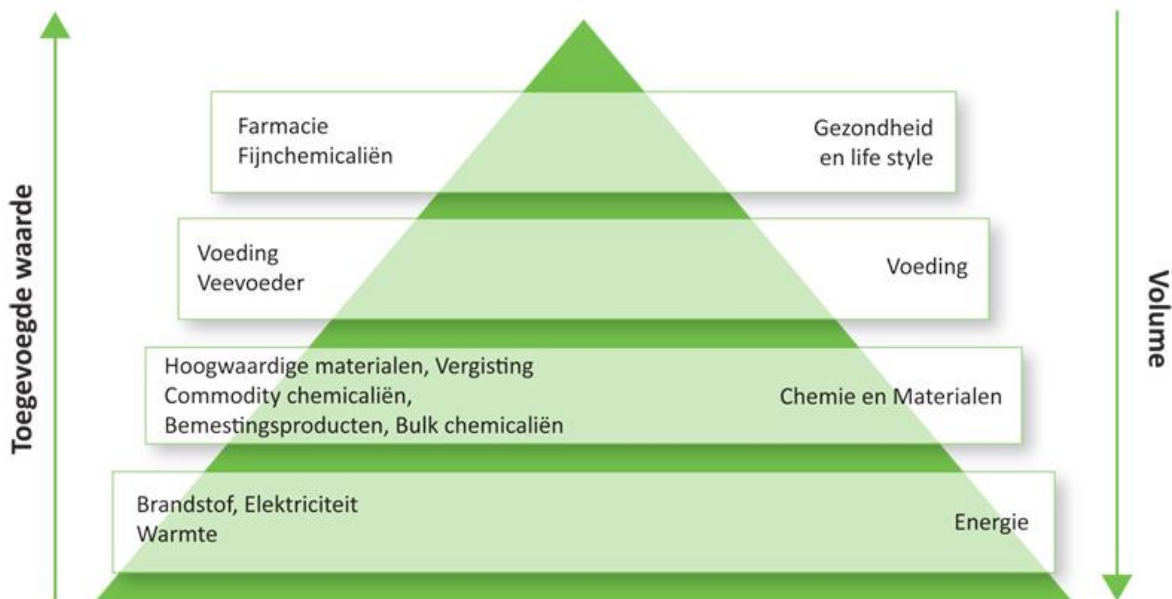 Toegevoegde waarde
Farmacie
Fijnchemicaliën
Gezondheid
en life style
Voeding
Veevoeder
Voeding
Hoogwaardige materialen, Vergisting
Commodity chemicaliën,
Bemestingsproducten, Bulk chemicaliën
Chemie en Materialen
Brandstof, Elektriciteit
Warmte
Energie
Volume